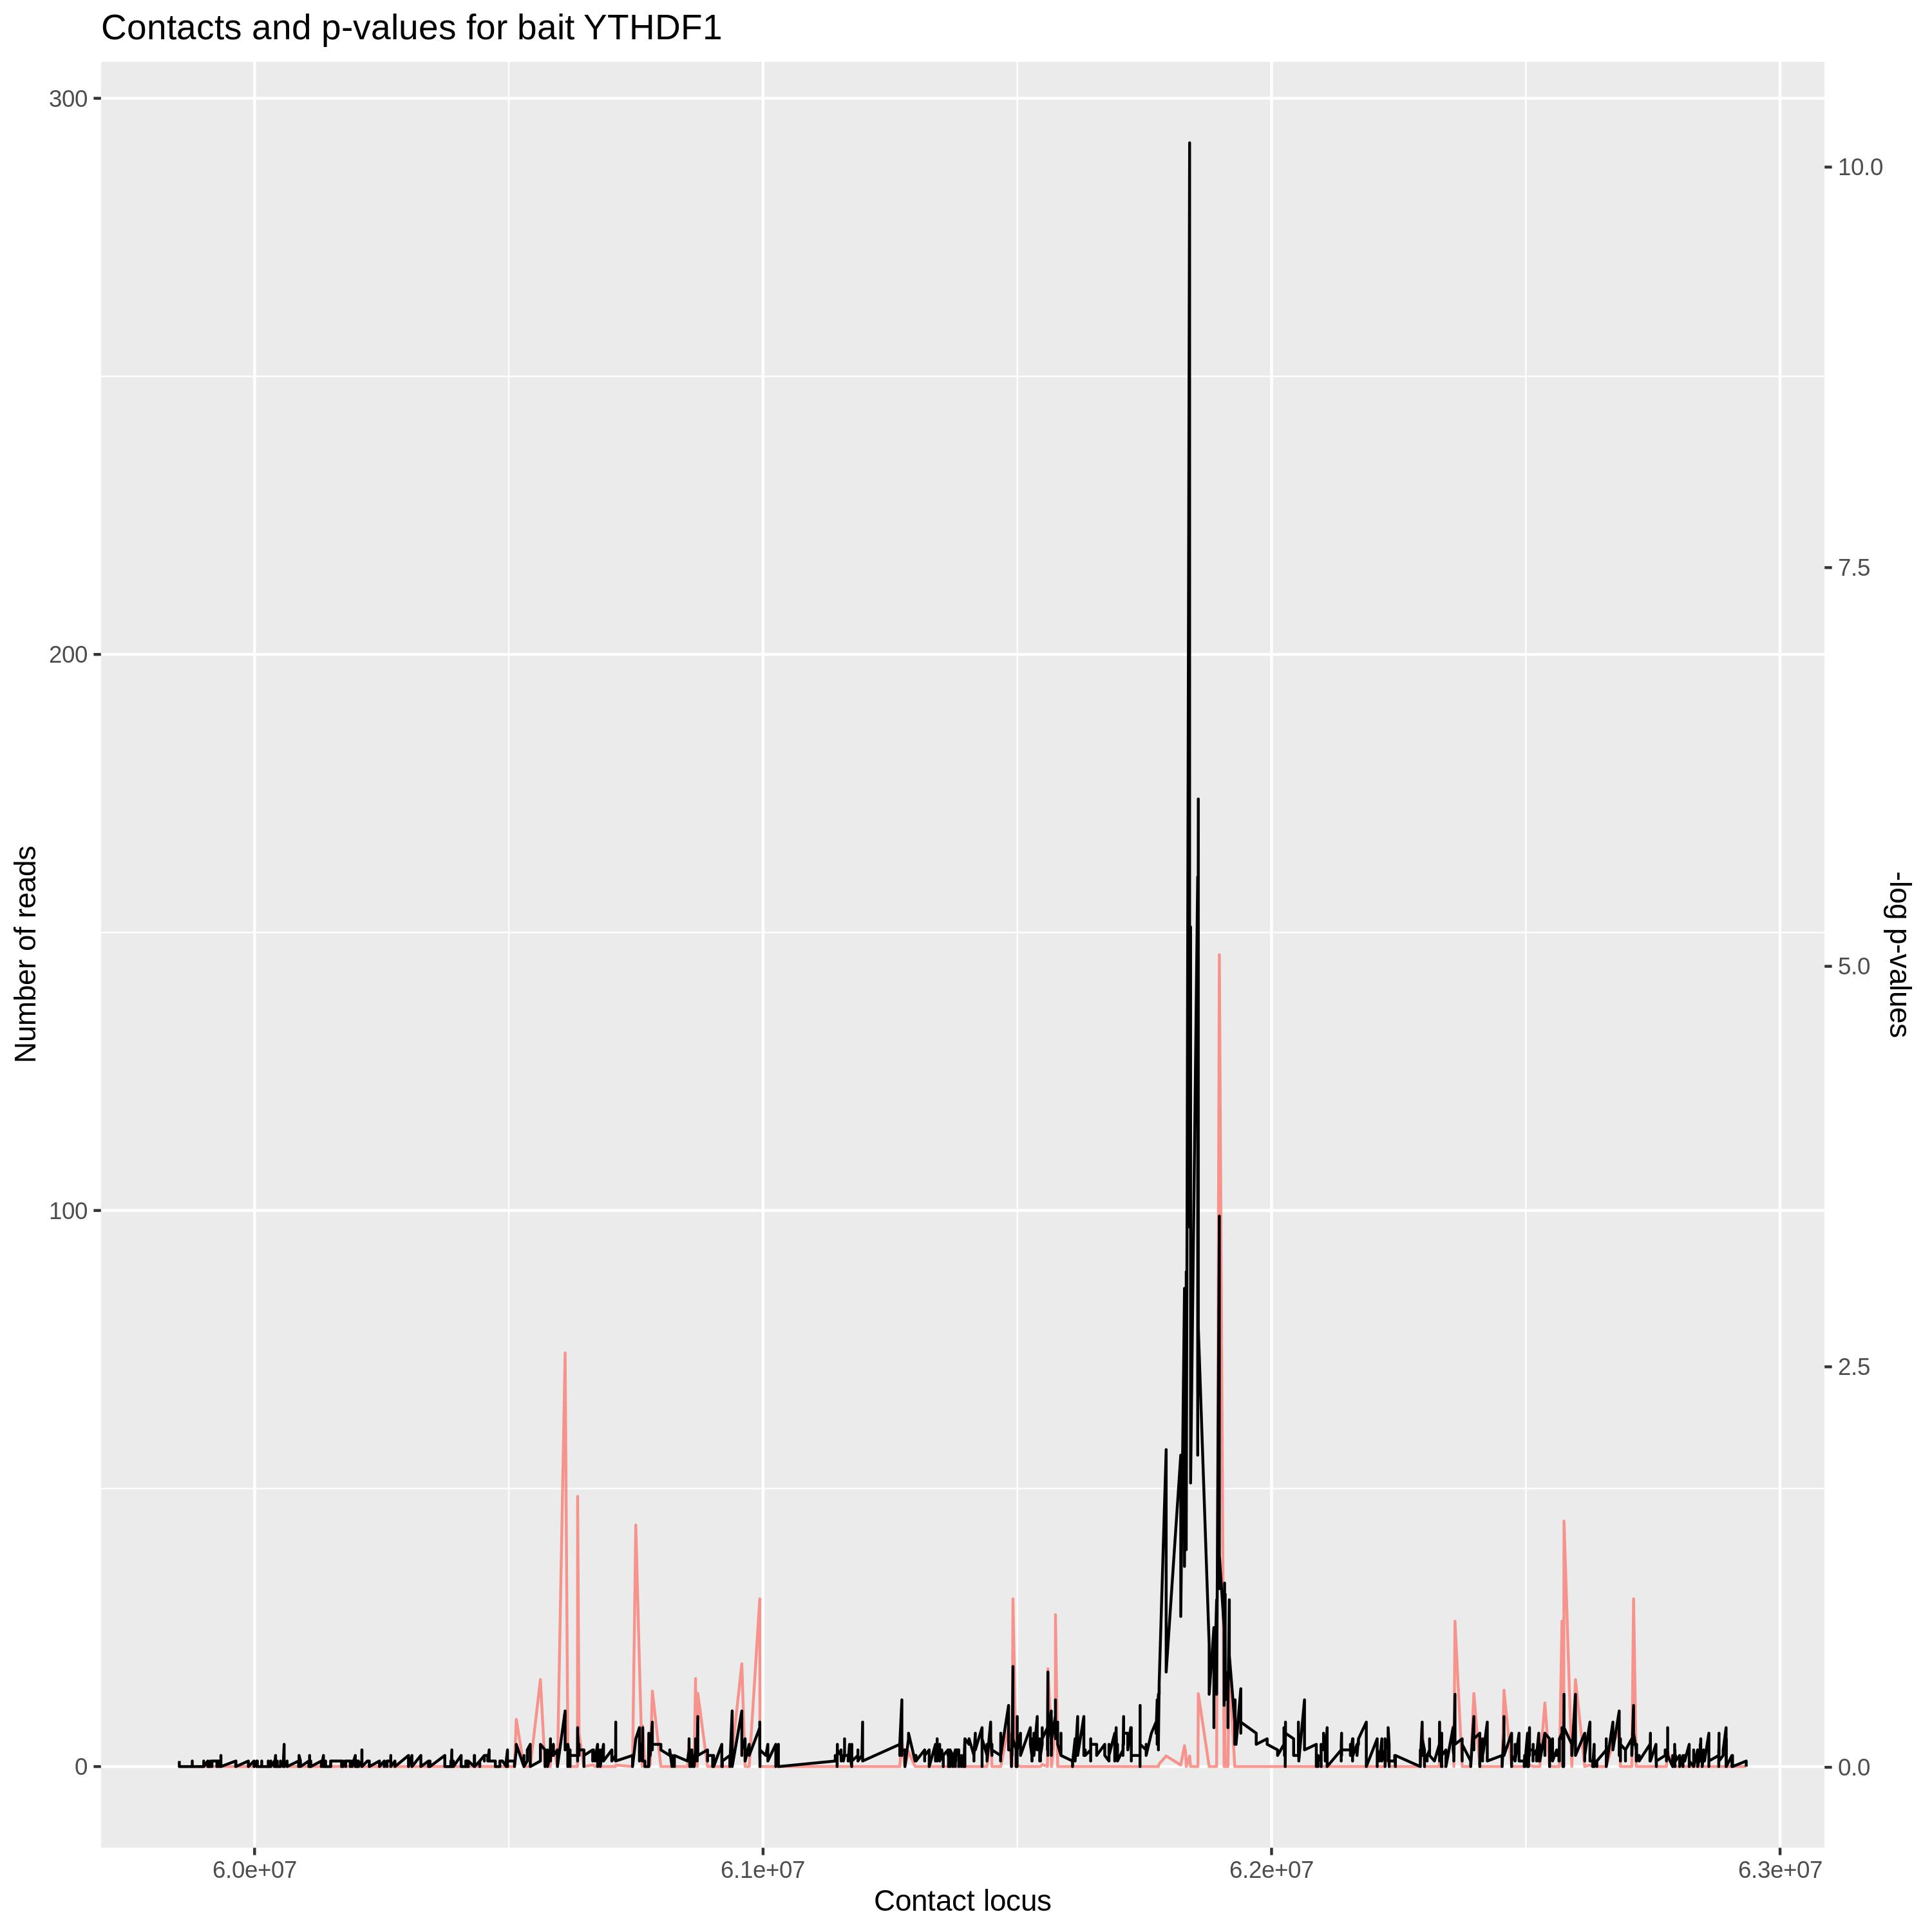 Contacts and p-values for bait YTHDF1
300
200
100
0
Number of reads
10.0
7.5
5.0
2.5
0.0
-log p-values
6.0e+07
6.1e+07
6.2e+07
6.3e+07
Contact locus